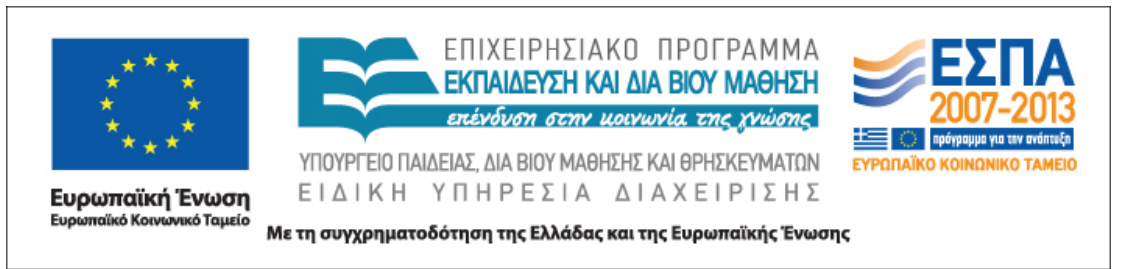 Ευρωπαϊκή Ένωση
Ευρωπαϊκό Κοινωνικό Ταμείο
ΕΠΙΧΕΙΡΗΣΙΑΚΟ ΠΡΟΓΡΑΜΜΑ
ΕΚΠΑΙΔΕΥΣΗ ΚΑΙ ΔΙΑ ΒΙΟΥ ΜΑΘΗΣΗ
επένδυση στην κοινωνία της γνώσης
ΥΠΟΥΡΓΕΙΟ ΠΑΙΔΕΙΑΣ, ΔΙΑ ΒΙΟΥ ΜΑΘΗΣΗΣ ΚΑΙ ΘΡΗΣΚΕΥΜΑΤΩΝ
ΕΙΔΙΚΗ ΥΠΗΡΕΣΙΑ ΔΙΑΧΕΙΡΙΣΗΣ
Με τη συγχρηματοδότηση της Ελλάδας και της Ευρωπαϊκής Ένωσης
ΕΣΠΑ
2007-2013
πρόγραμμα για την ανάπτυξη
ΕΥΡΩΠΑΪΚΟ ΚΟΙΝΩΝΙΚΟ ΤΑΜΕΙΟ